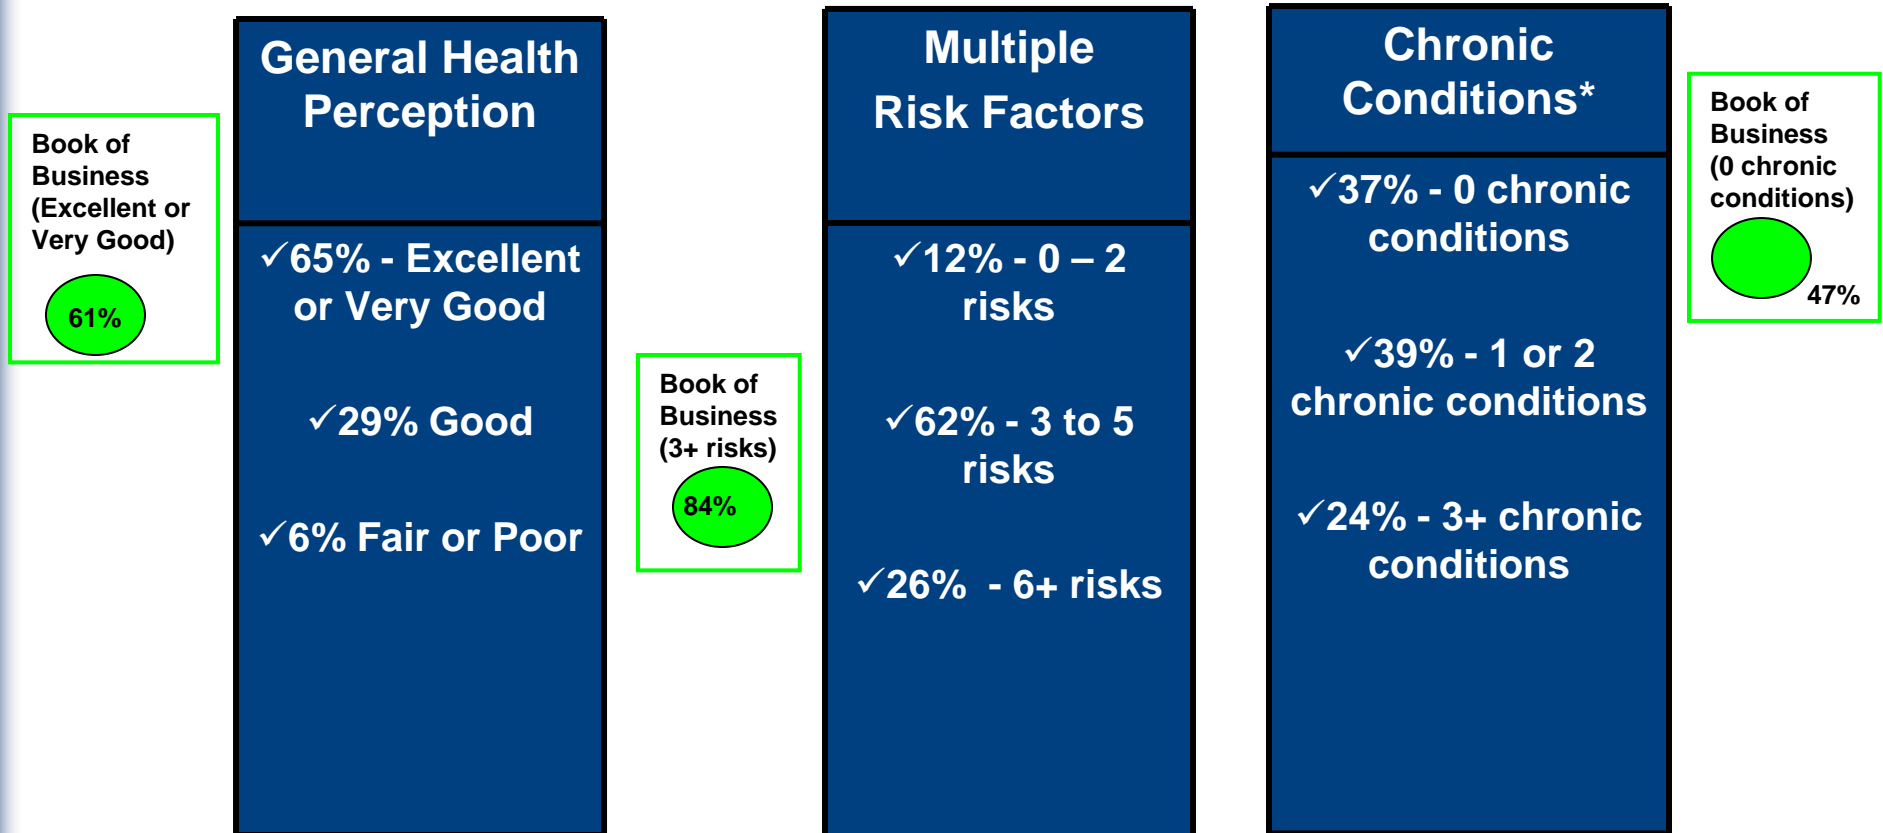 Book of
Business
(Excellent or
Very Good)
61%
General Health
Perception
✓65% - Excellent
or Very Good
✓29% Good
✓6% Fair or Poor
Book of
Business
(3+ risks)
84%
Multiple
Risk Factors
✓12% - 0 – 2
risks
✓62% - 3 to 5
risks
✓26%  - 6+ risks
Chronic
Conditions*
✓37% - 0 chronic
conditions
✓39% - 1 or 2
chronic conditions
✓24% - 3+ chronic
conditions
Book of
Business
(0 chronic
conditions)
47%